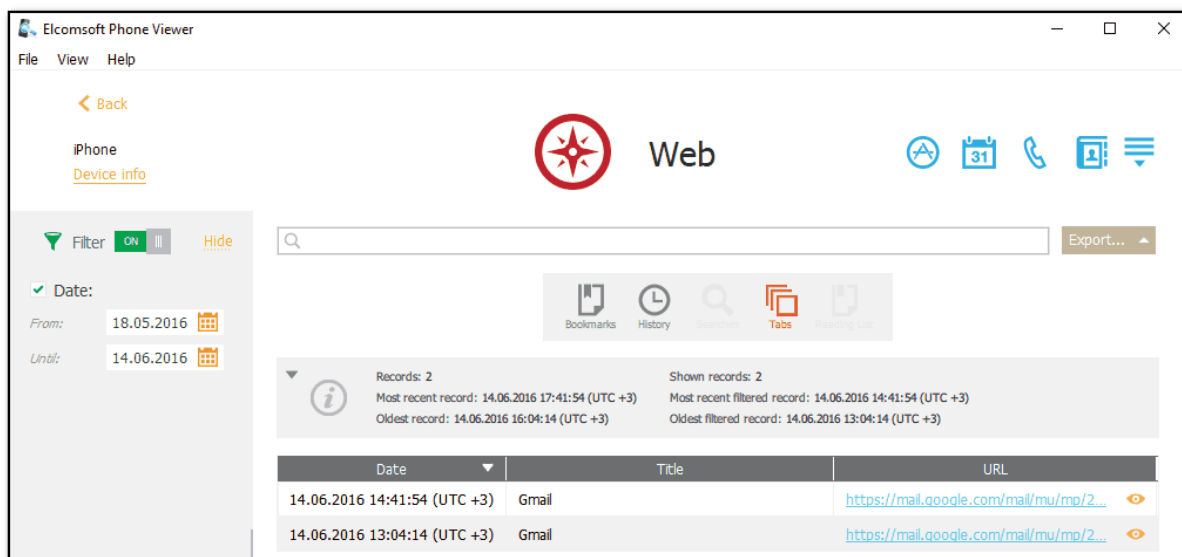 Elcomsoft Phone Viewer
File View Help
Back
iPhone
Device info
Web
31
Filter ON Hide
Export...
Date:
From: 18.05.2016
Until: 14.06.2016
Bookmarks History Searches Tabs Reading List
Records: 2 Shown records: 2
Most recent record: 14.06.2016 17:41:54 (UTC +3) Most recent filtered record: 14.06.2016 14:41:54 (UTC +3)
Oldest record: 14.06.2016 16:04:14 (UTC +3) Oldest filtered record: 14.06.2016 13:04:14 (UTC +3)
Date Title URL
14.06.2016 14:41:54 (UTC +3) Gmail https://mail.google.com/mail/mu/mp/2...
14.06.2016 13:04:14 (UTC +3) Gmail https://mail.google.com/mail/mu/mp/2...